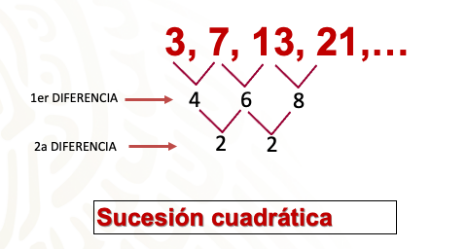 3, 7, 13, 21,...
1er DIFERENCIA 4 6 8
2a DIFERENCIA 2 2
Sucesión cuadrática